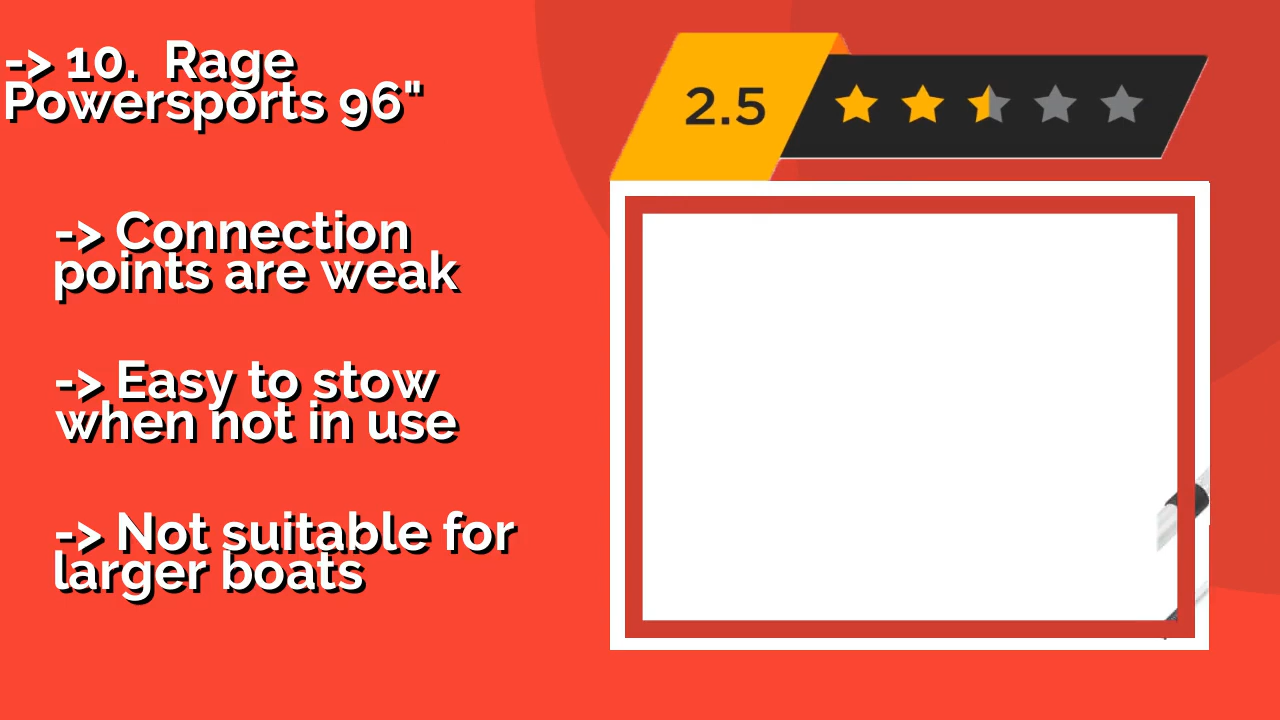 -> 10.  Rage
Powersports 96"
2.5
-> Connection
points are weak
-> Easy to stow
when not in use
-> Not suitable for
larger boats